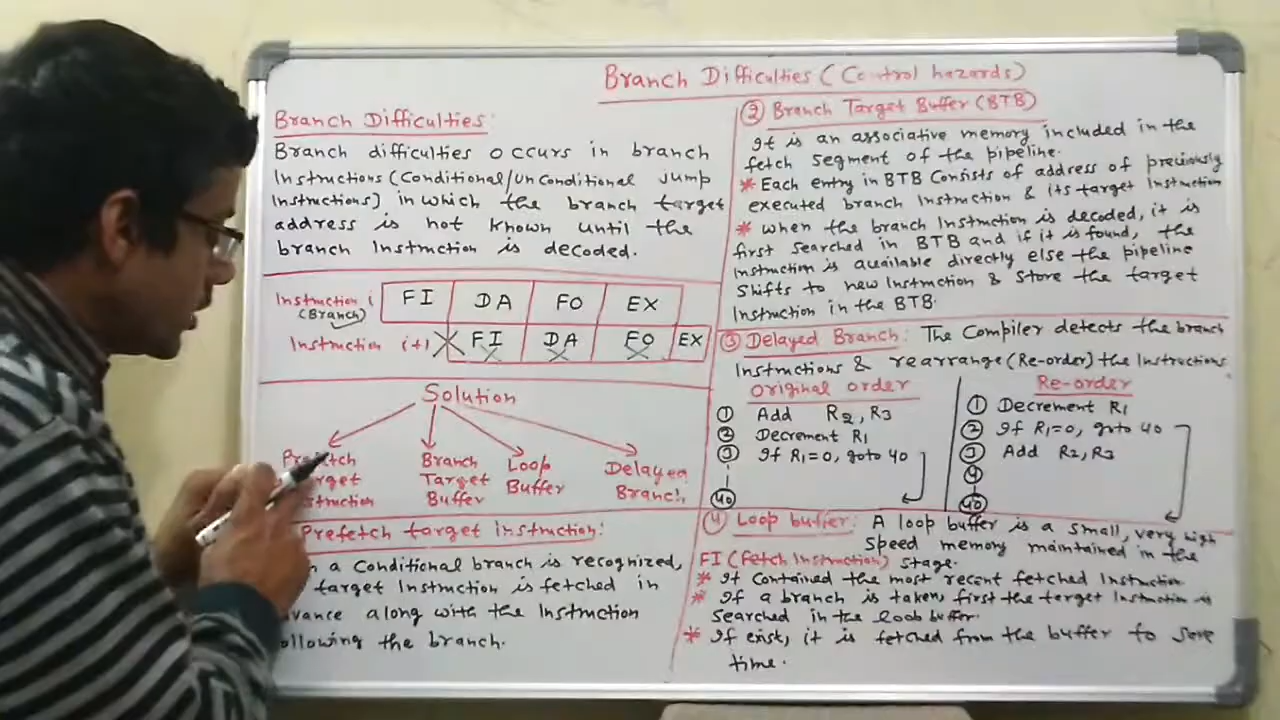 Branch Difficulties (Control hazards)
Branch Difficulties:
Branch difficulties occurs in branch
Instructions (Conditional/UnConditional Jump
Instructions) in which the branch target
address is not known until the
branch Instruction is decoded.
Instruction i
(Branch)
FI DA FO EX
Instruction i+1
FI DA FO EX
Solution
Branch
Target
Buffer
Loop
Buffer
Delayed
Branch
Prefetch target instruction:
a Conditional branch is recognized,
target Instruction is fetched in
along with the Instruction
the branch.
② Branch Target Buffer (BTB)
It is an associative memory included in the
fetch segment of the pipeline.
* Each entry in BTB Consists of address of previously
executed branch Instruction & its target Instruction
* when the branch Instruction is decoded, it is
first searched in BTB and if it is found, the
Instruction is available directly else the pipeline
shifts to new Instruction & store the target
Instruction in the BTB.
③ Delayed Branch: The Compiler detects the branch
Instructions & rearrange (Re-order) the Instructions.
Original order
① Add R2, R3
② Decrement R1
③ If R1=0, goto 40
40
Re-order
① Decrement R1
② If R1=0, goto 40
③ Add R2, R3
④
40
④ Loop buffer: A loop buffer is a small, very high
speed memory maintained in the
FI (Fetch Instruction) stage.
* It contained the most recent fetched Instruction
* If a branch is taken, first the target Instruction is
searched in the loob buffer.
* If exist, it is fetched from the buffer to save
time.